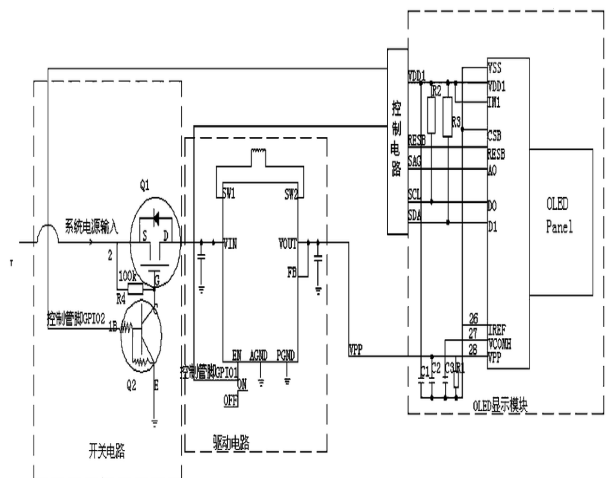 VSS
VDD1
VDD1
IM1
R2
R3
控制电路
CSB
RESB
RESB
SAG
A0
SCL
D0
SDA
D1
OLED
Panel
Q1
SW1
SW2
系统电源输入
S
D
2
VIN
VOUT
G
100k
R4
FB
C
控制管脚GPIO2
1B
26
IREF
27
VCOMH
28
VPP
VPP
Q2
E
EN
AGND
PGND
控制管脚GPIO1
ON
OFF
C1
C2
C3
R1
OLED显示模块
开关电路
驱动电路